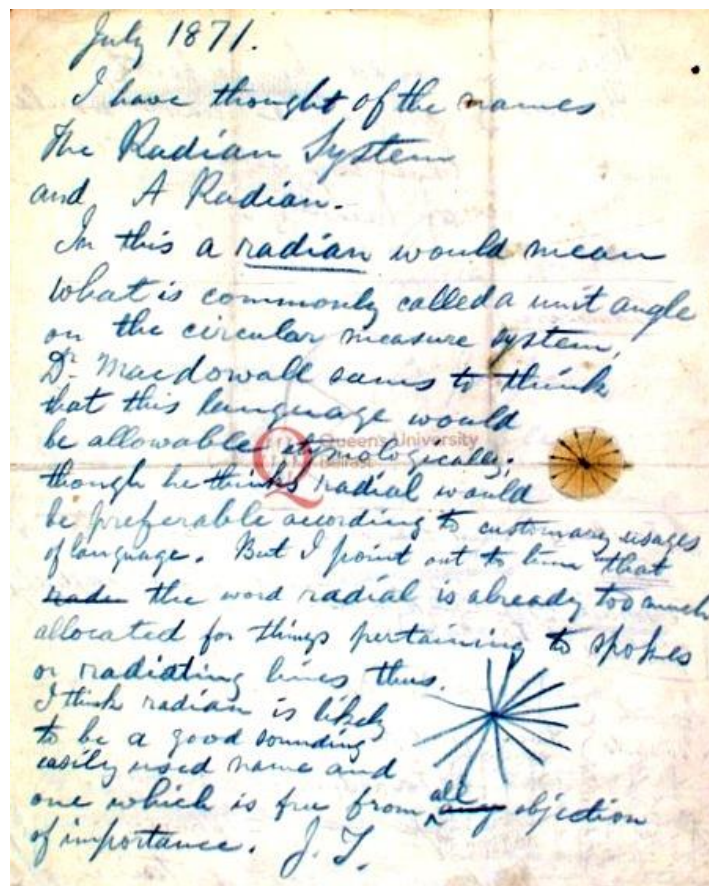 July 1871.
I have thought of the names
The Radian System
and A Radian.
In this a radian would mean
what is commonly called a unit angle
on the circular measure system,
Dr. Macdowall seems to think
that this language would
be allowable etymologically;
though he thinks radial would
be preferable according to customary usages
of language. But I point out to him that
the word radial is already too much
allocated for things pertaining to spokes
or radiating lines thus.
I think radian is likely
to be a good sounding
easily used name and
one which is free from all objection
of importance. J. T.
Queen's University
Belfast